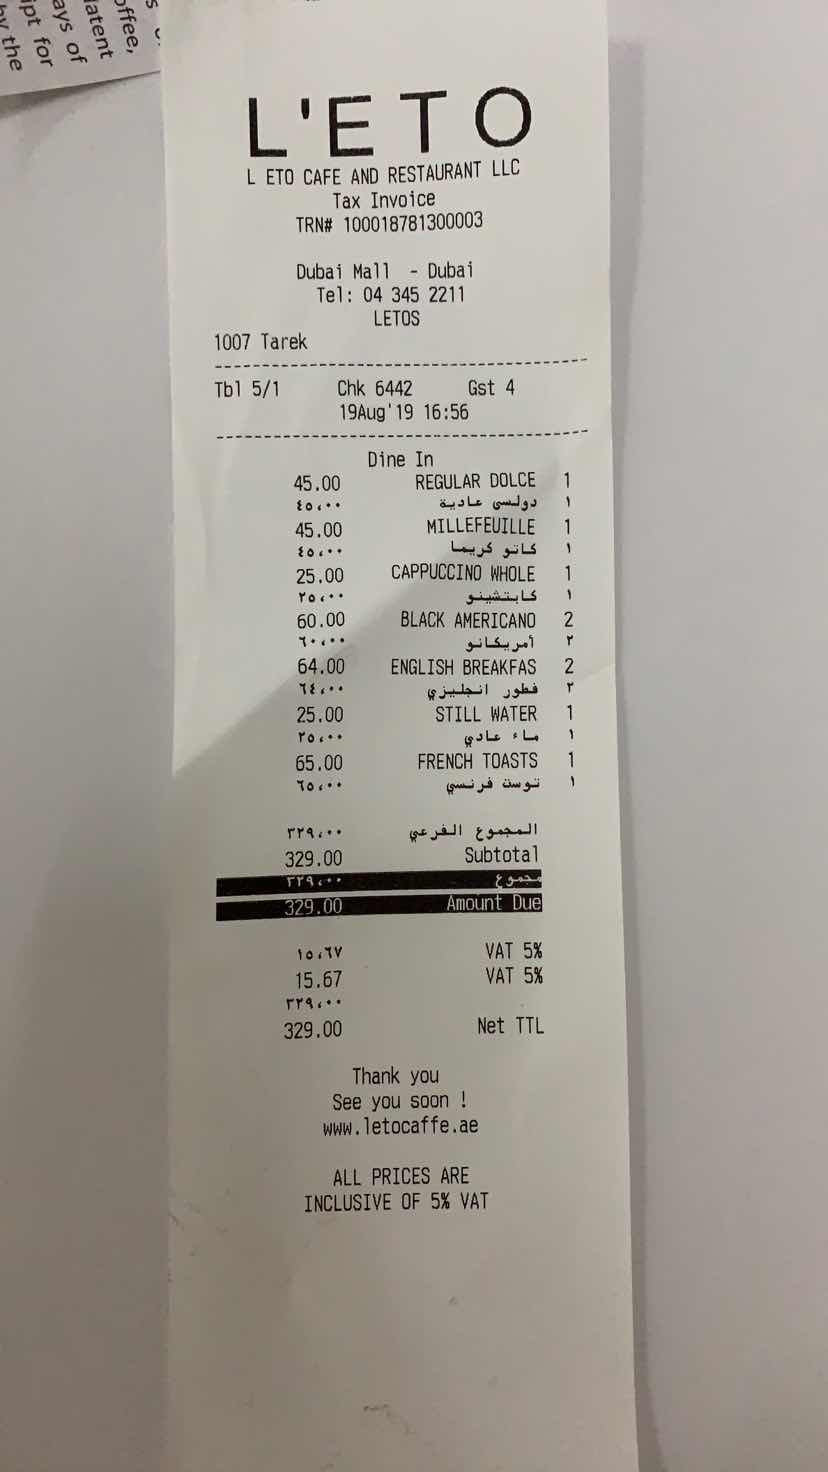 offee,
latent
ays of
ipt for
by the
L'ETO
L ETO CAFE AND RESTAURANT LLC
Tax Invoice
TRN# 100018781300003
Dubai Mall - Dubai
Tel: 04 345 2211
LETOS
1007 Tarek
Tbl 5/1 Chk 6442 Gst 4
19Aug'19 16:56
Dine In
45.00 REGULAR DOLCE 1
١ دولسي عادية ٤٥،٠٠
45.00 MILLEFEUILLE 1
١ كاتو كريما ٤٥،٠٠
25.00 CAPPUCCINO WHOLE 1
١ كابتشينو ٢٥،٠٠
60.00 BLACK AMERICANO 2
٢ أمريكانو ٦٠،٠٠
64.00 ENGLISH BREAKFAS 2
٢ فطور انجليزي ٦٤،٠٠
25.00 STILL WATER 1
١ ماء عادي ٢٥،٠٠
65.00 FRENCH TOASTS 1
١ توست فرنسي ٦٥،٠٠
المجموع الفرعي ٣٢٩،٠٠
329.00 Subtotal
مجموع ٣٢٩،٠٠
329.00 Amount Due
١٥،٦٧ VAT 5%
15.67 VAT 5%
٣٢٩،٠٠
329.00 Net TTL
Thank you
See you soon !
www.letocaffe.ae
ALL PRICES ARE
INCLUSIVE OF 5% VAT